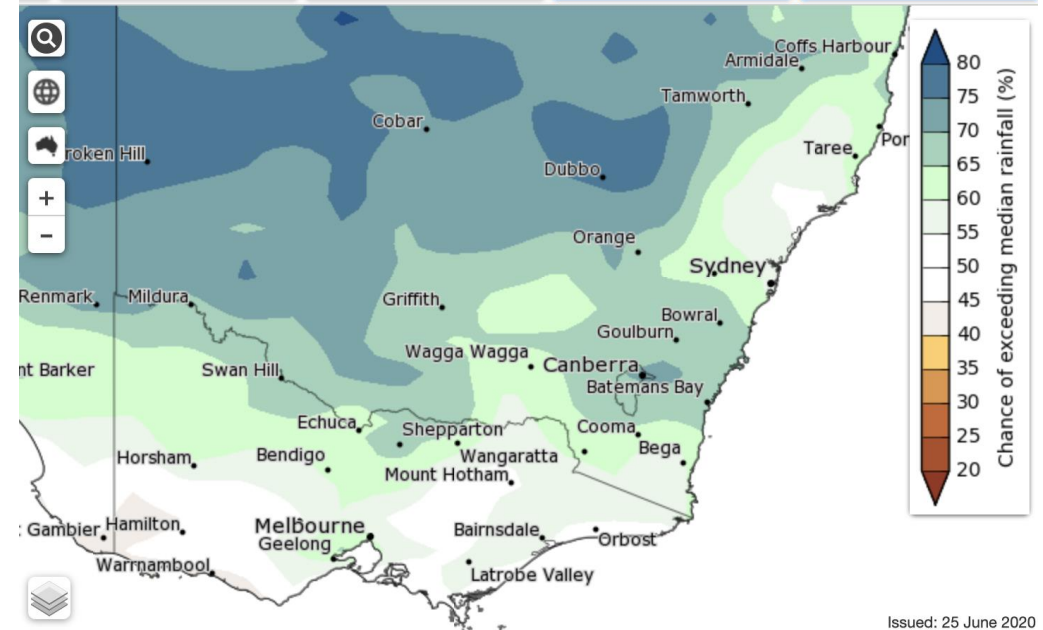 Coffs Harbour
Armidale
Tamworth
Cobar
roken Hill
Taree
Por
Dubbo
Orange
Sydney
Renmark
Mildura
Griffith
Bowral
Goulburn
Wagga Wagga
Canberra
nt Barker
Swan Hill
Batemans Bay
Echuca
Shepparton
Cooma
Horsham
Bendigo
Wangaratta
Bega
Mount Hotham
Gambier
Hamilton
Melbourne
Bairnsdale
Geelong
Orbost
Warrnambool
Latrobe Valley
+
−
80
75
70
65
60
55
50
45
40
35
30
25
20
Chance of exceeding median rainfall (%)
Issued: 25 June 2020